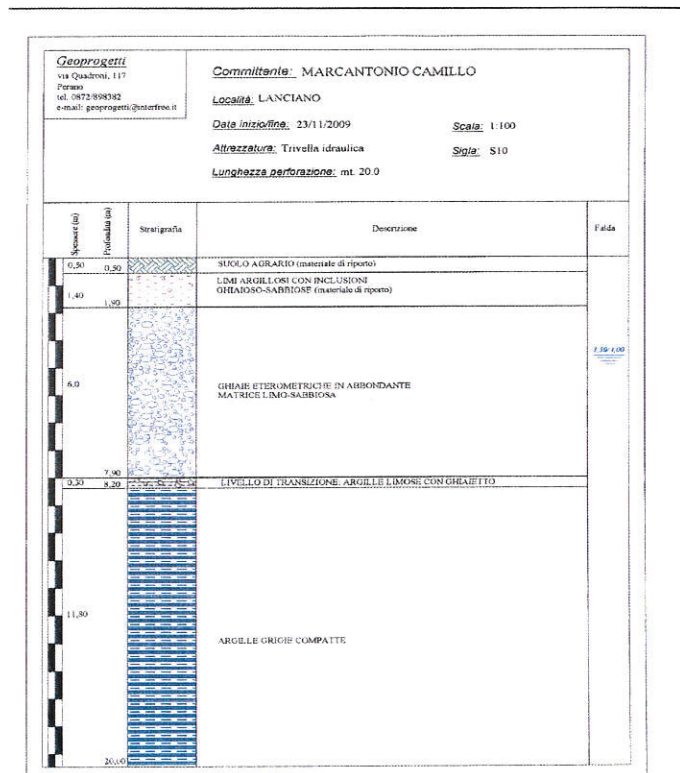 Geoprogetti
via Quadroni, 117
Perano
tel. 0872/898382
e-mail: geoprogetti@interfree.it
Committente: MARCANTONIO CAMILLO
Località: LANCIANO
Data inizio/fine: 23/11/2009
Scala: 1:100
Attrezzatura: Trivella idraulica
Sigla: S10
Lunghezza perforazione: mt. 20.0
Spessore (m)
Profondità (m)
Stratigrafia
Descrizione
Falda
0,50
0,50
SUOLO AGRARIO (materiale di riporto)
LIMI ARGILLOSI CON INCLUSIONI
GHIAIOSO-SABBIOSE (materiale di riporto)
1,40
1,90
6.0
GHIAIE ETEROMETRICHE IN ABBONDANTE
MATRICE LIMO-SABBIOSA
7,90
0,30
8,20
LIVELLO DI TRANSIZIONE: ARGILLE LIMOSE CON GHIAIETTO
11,80
ARGILLE GRIGIE COMPATTE
20,00